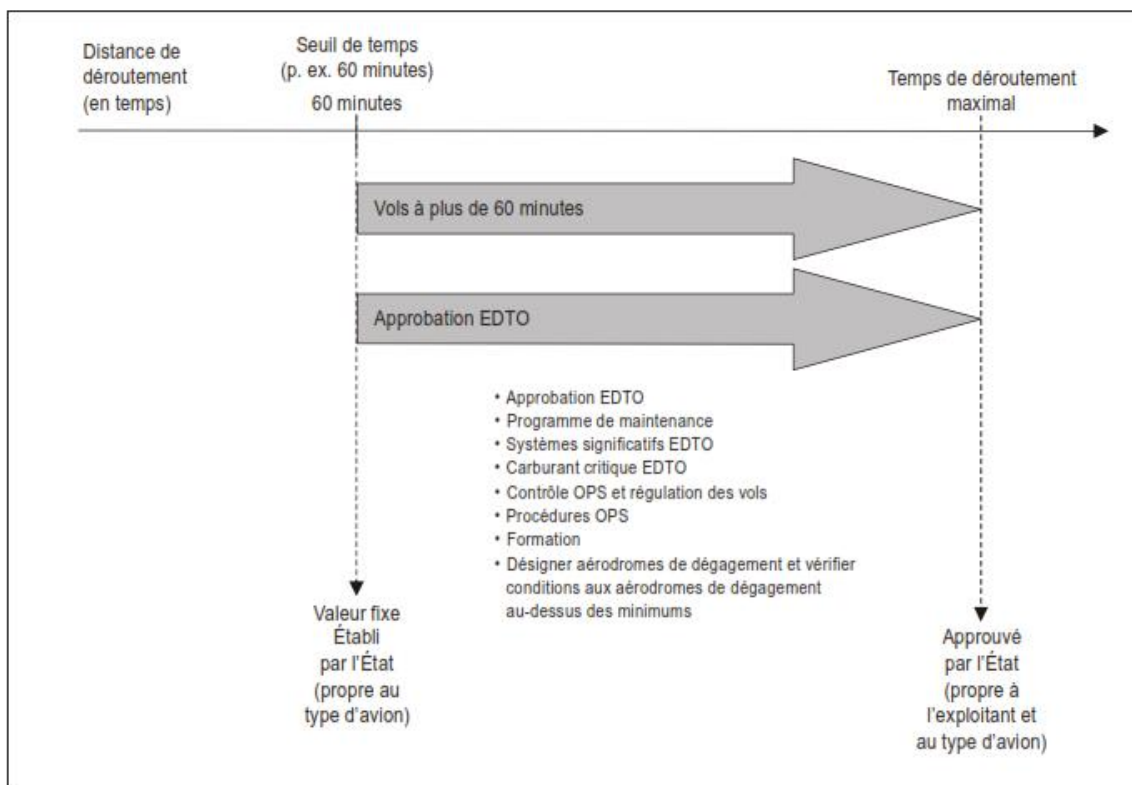 Distance de
déroutement
(en temps)
Seuil de temps
(p. ex. 60 minutes)
60 minutes
Temps de déroutement
maximal
Vols à plus de 60 minutes
Approbation EDTO
• Approbation EDTO
• Programme de maintenance
• Systèmes significatifs EDTO
• Carburant critique EDTO
• Contrôle OPS et régulation des vols
• Procédures OPS
• Formation
• Désigner aérodromes de dégagement et vérifier
conditions aux aérodromes de dégagement
au-dessus des minimums
Valeur fixe
Établi
par l'État
(propre au
type d'avion)
Approuvé
par l'État
(propre à
l'exploitant et
au type d'avion)